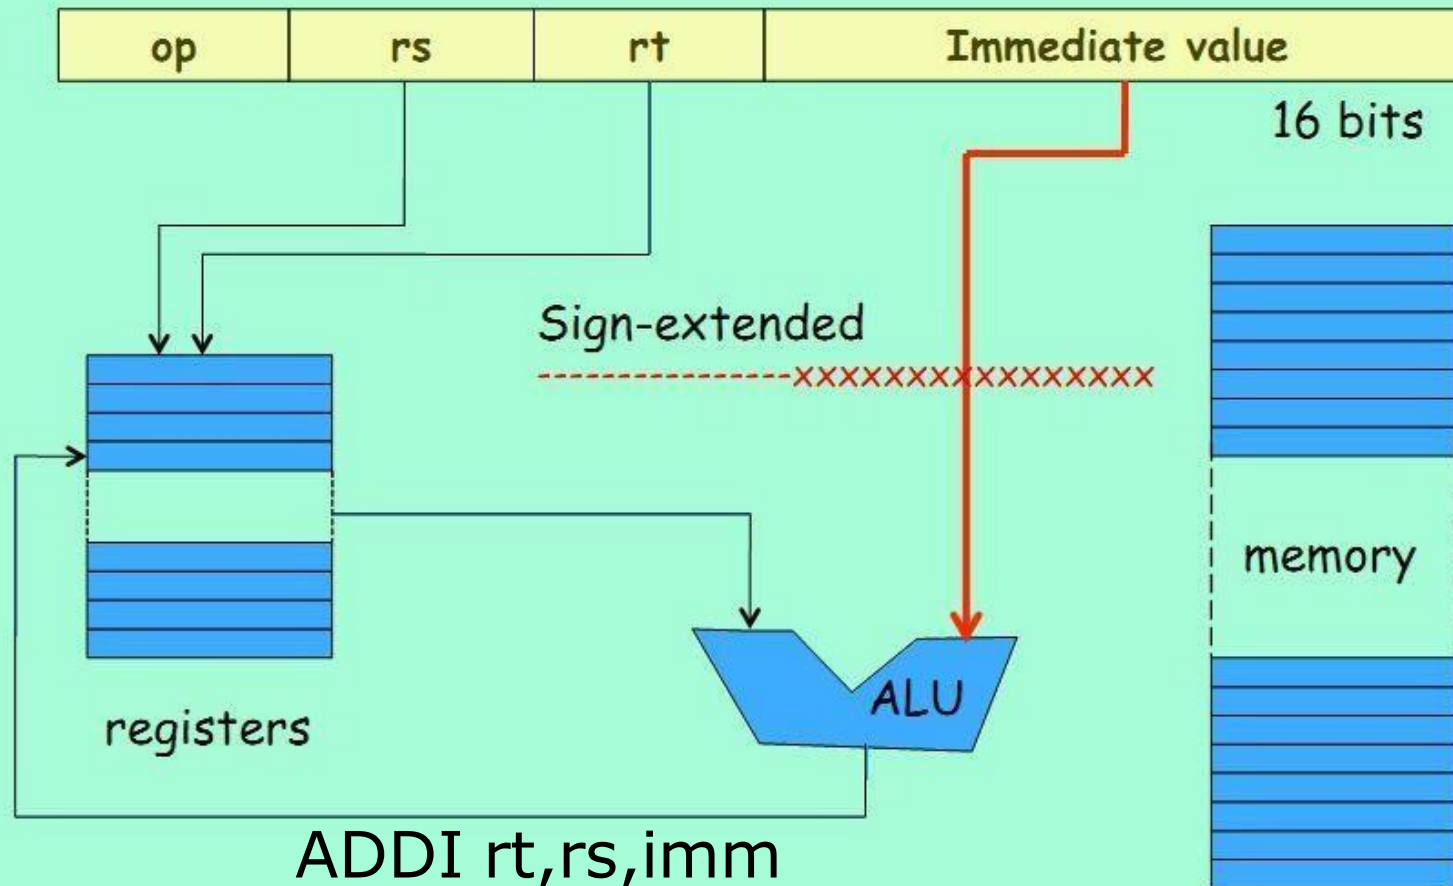 op rs rt Immediate value
16 bits
Sign-extended
----------------xxxxxxxxxxxxxxxx
memory
ALU
registers
ADDI rt,rs,imm